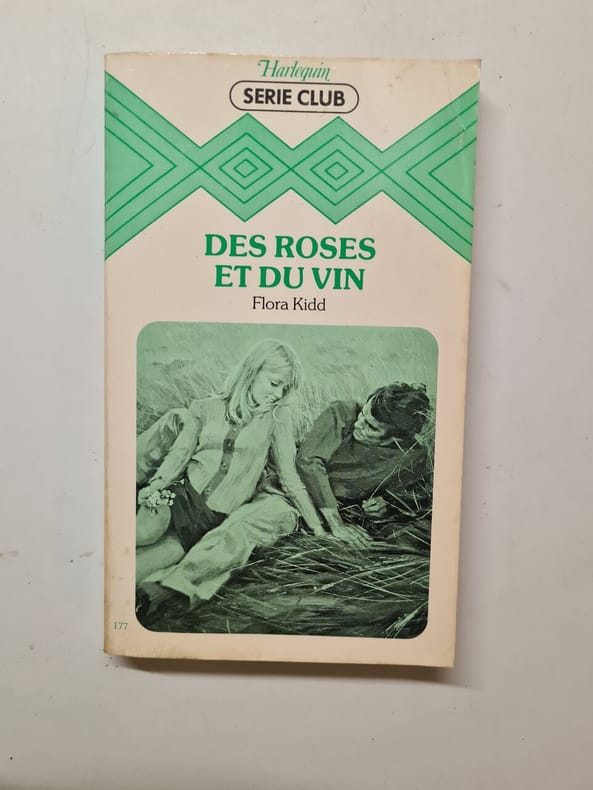 Harlequin
SERIE CLUB
DES ROSES
ET DU VIN
Flora Kidd
177